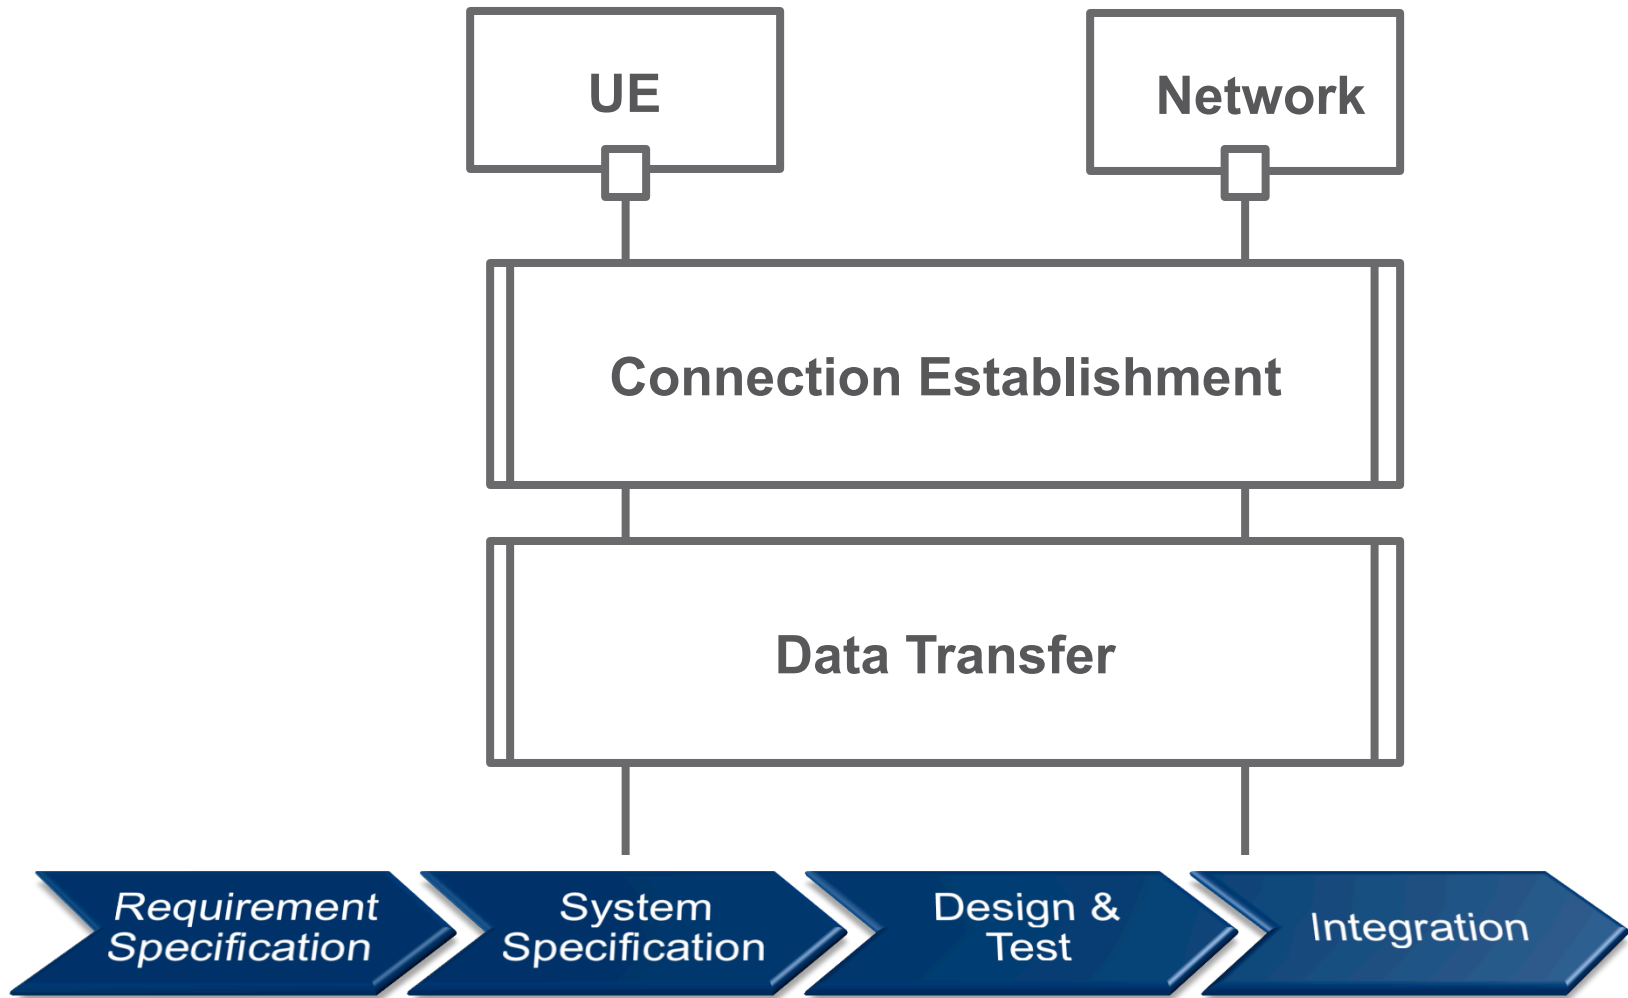 UE
Network
Connection Establishment
Data Transfer
Requirement
Specification
System
Specification
Design &
Test
Integration